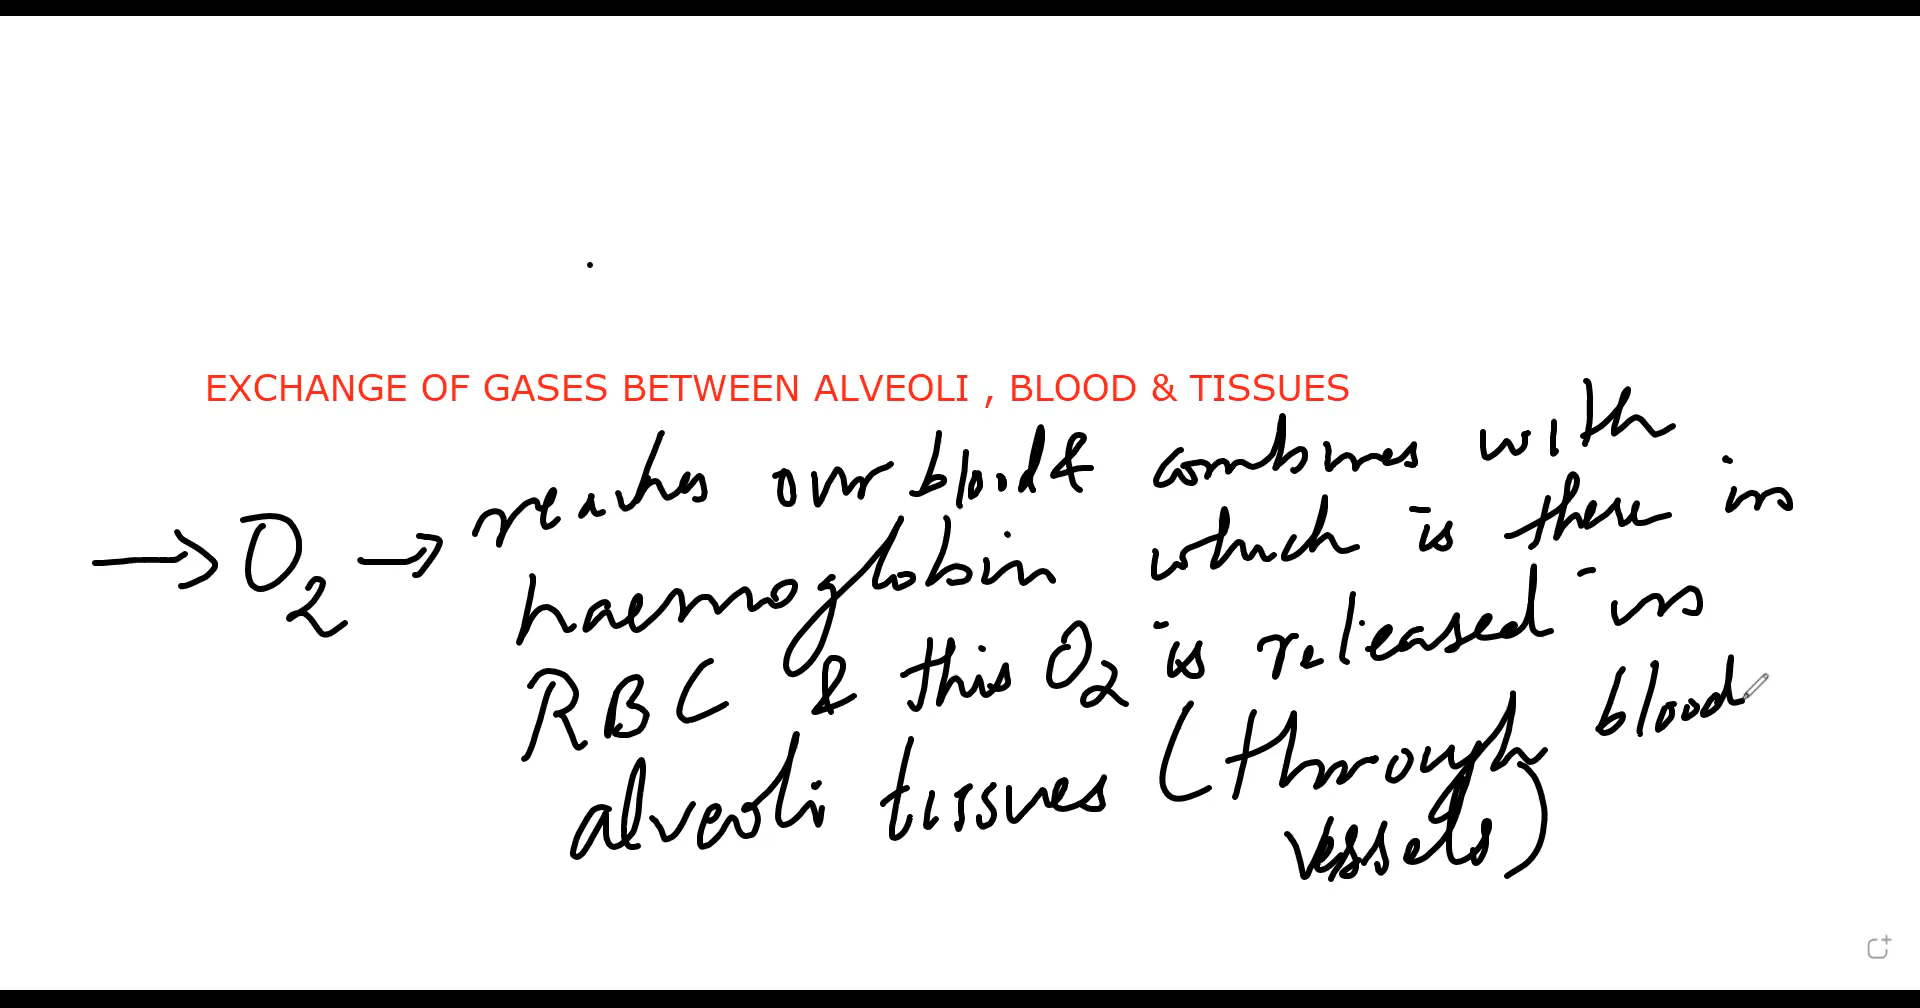 EXCHANGE OF GASES BETWEEN ALVEOLI , BLOOD & TISSUES
→ O2 → reaches our blood & combines with
haemoglobin which is there in
RBC & this O2 is released in
alveoli tissues (through blood
vessels)